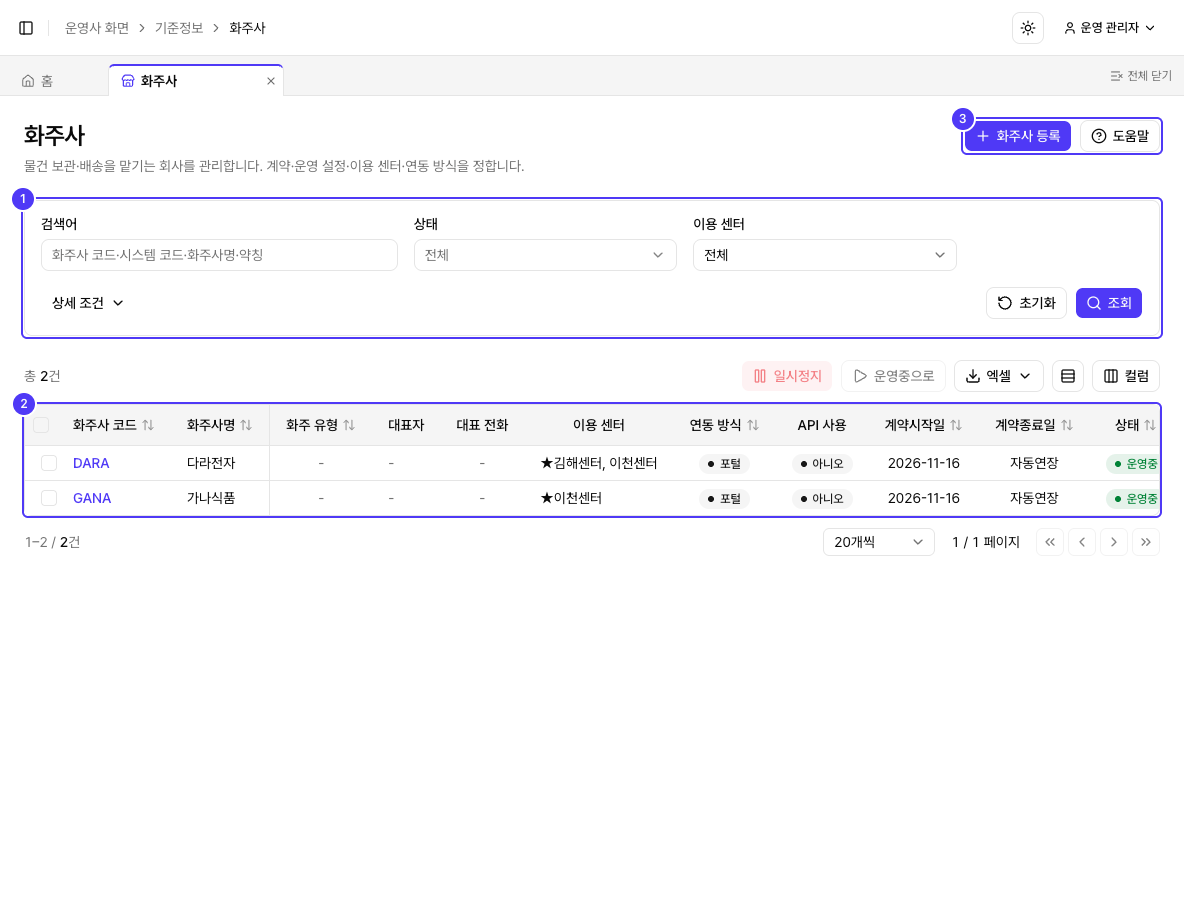 운영사 화면 > 기준정보 > 화주사
운영 관리자
홈
화주사
전체 닫기
화주사
3
화주사 등록
도움말
물건 보관·배송을 맡기는 회사를 관리합니다. 계약·운영 설정·이용 센터·연동 방식을 정합니다.
1
검색어 상태 이용 센터
화주사 코드·시스템 코드·화주사명·약칭 전체 전체
상세 조건 초기화 조회
총 2건 일시정지 운영중으로 엑셀 컬럼
2
화주사 코드 화주사명 화주 유형 대표자 대표 전화 이용 센터 연동 방식 API 사용 계약시작일 계약종료일 상태
DARA 다라전자 - - - ★김해센터, 이천센터 포털 아니오 2026-11-16 자동연장 운영중
GANA 가나식품 - - - ★이천센터 포털 아니오 2026-11-16 자동연장 운영중
1–2 / 2건 20개씩 1 / 1 페이지